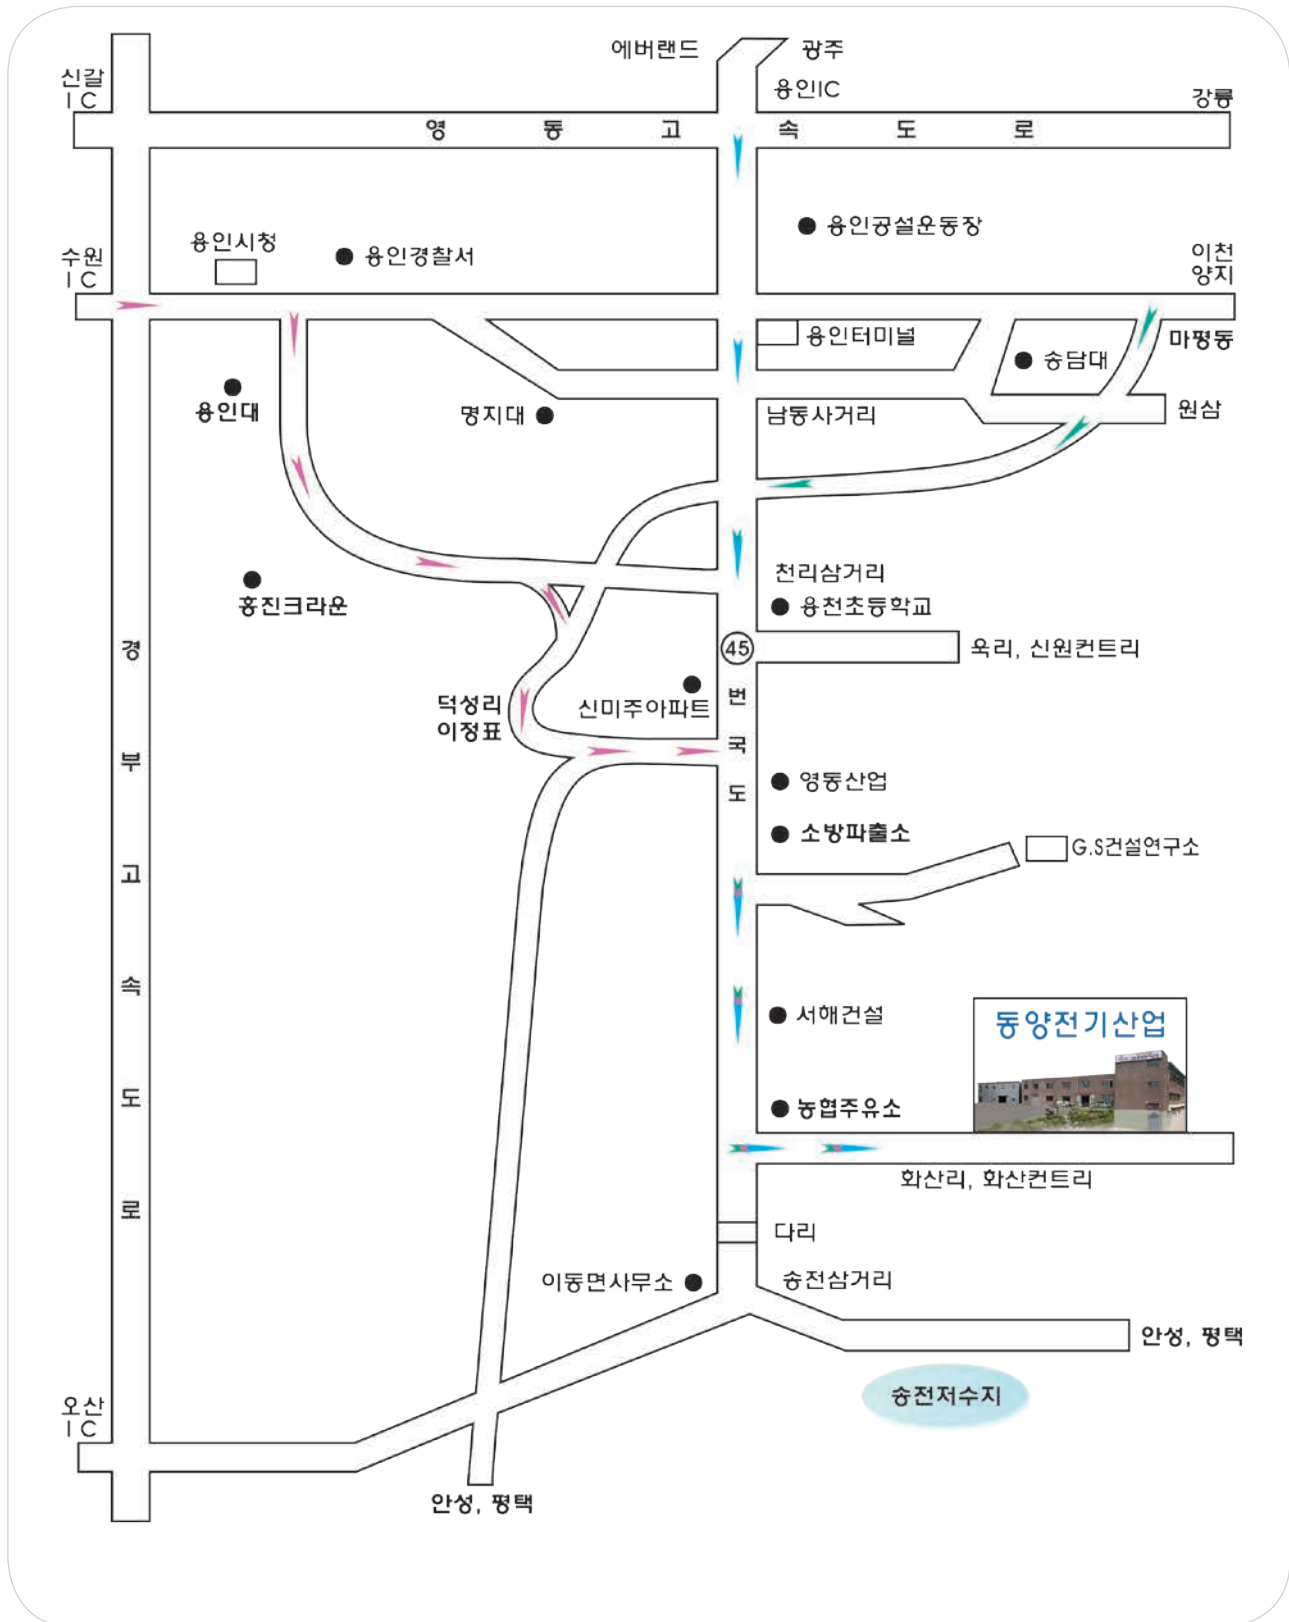 에버랜드
광주
신갈
IC
용인IC
강릉
영동고속도로
용인시청
용인경찰서
용인공설운동장
수원
IC
이천
양지
용인터미널
마평동
송담대
용인대
명지대
남동사거리
원삼
천리삼거리
용천초등학교
홍진크라운
45
번국도
묵리, 신원컨트리
경부고속도로
덕성리
이정표
신미주아파트
영동산업
소방파출소
G.S건설연구소
서해건설
동양전기산업
농협주유소
화산리, 화산컨트리
다리
이동면사무소
송전삼거리
안성, 평택
송전저수지
오산
IC
안성, 평택